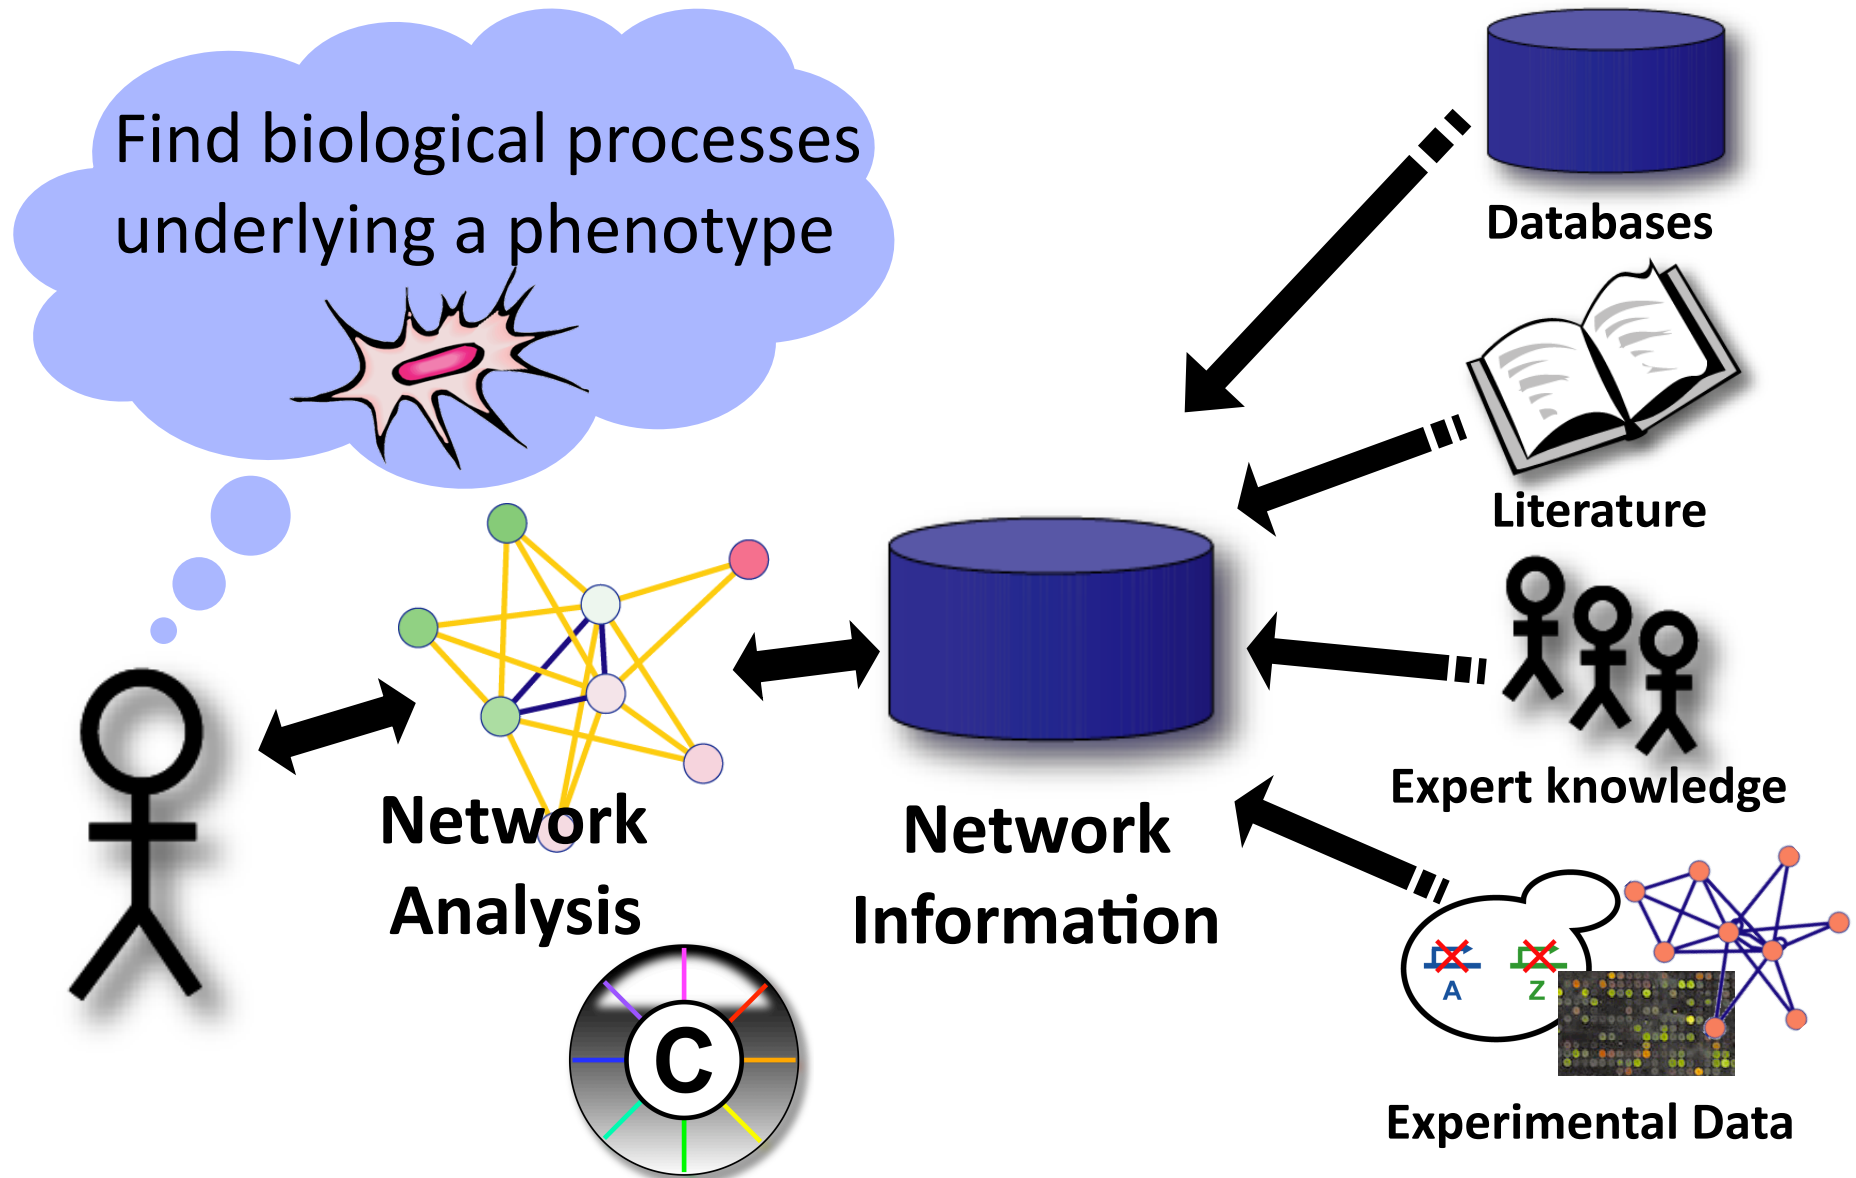 Find biological processes
underlying a phenotype
Databases
Literature
Expert knowledge
Network
Analysis
Network
Information
C
A
Z
Experimental Data